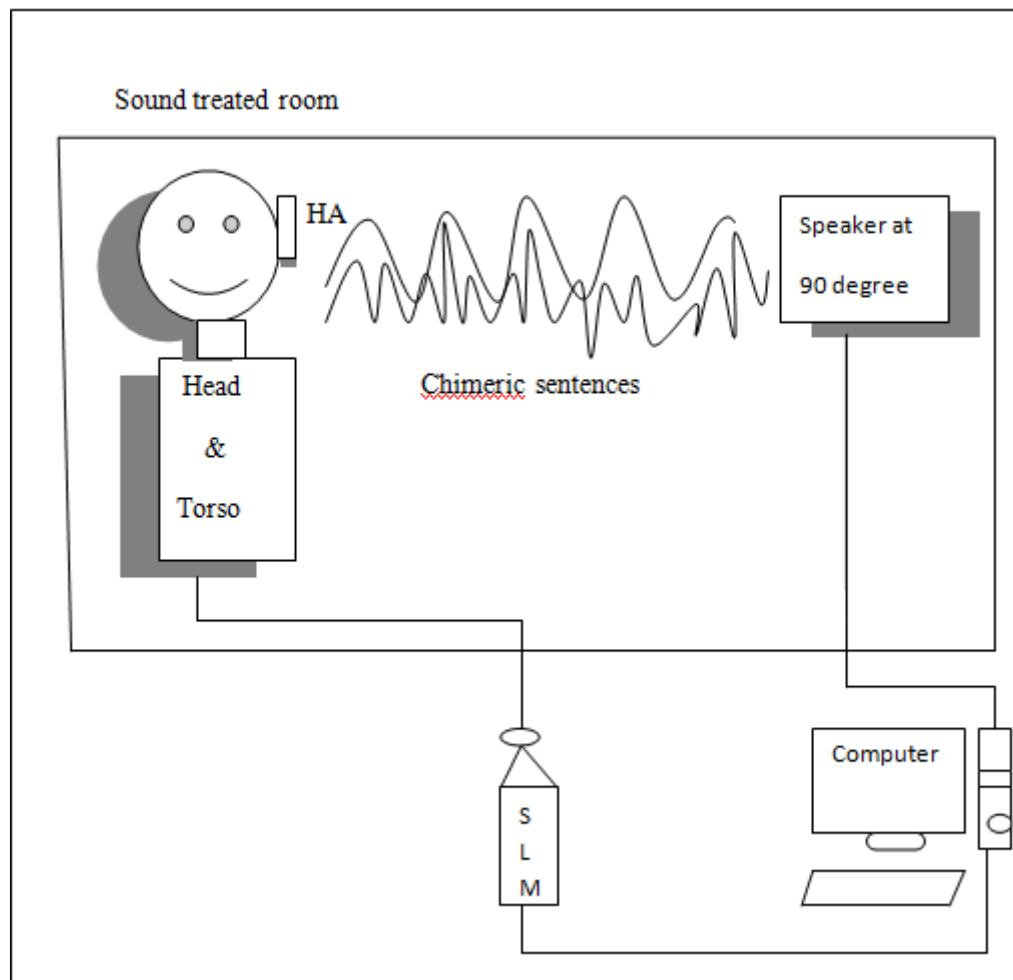 Sound treated room
HA
Speaker at
90 degree
Chimeric sentences
Head
&
Torso
Computer
S
L
M